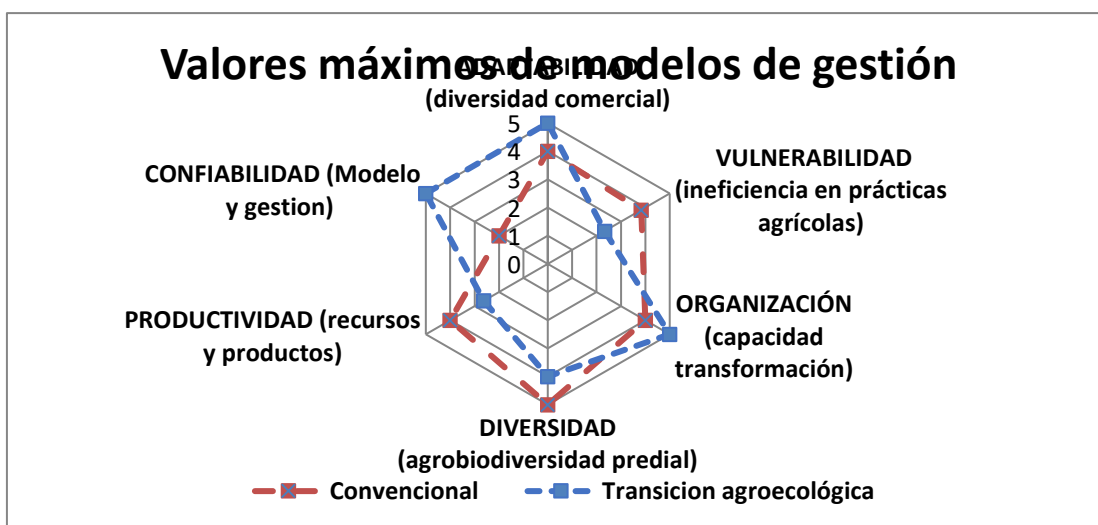 Valores máximos de modelos de gestión
ADAPTABILIDAD
(diversidad comercial)
5
4
3
2
1
0
VULNERABILIDAD
(ineficiencia en prácticas
agrícolas)
ORGANIZACIÓN
(capacidad
transformación)
DIVERSIDAD
(agrobiodiversidad predial)
PRODUCTIVIDAD (recursos
y productos)
CONFIABILIDAD (Modelo
y gestion)
Convencional
Transicion agroecológica